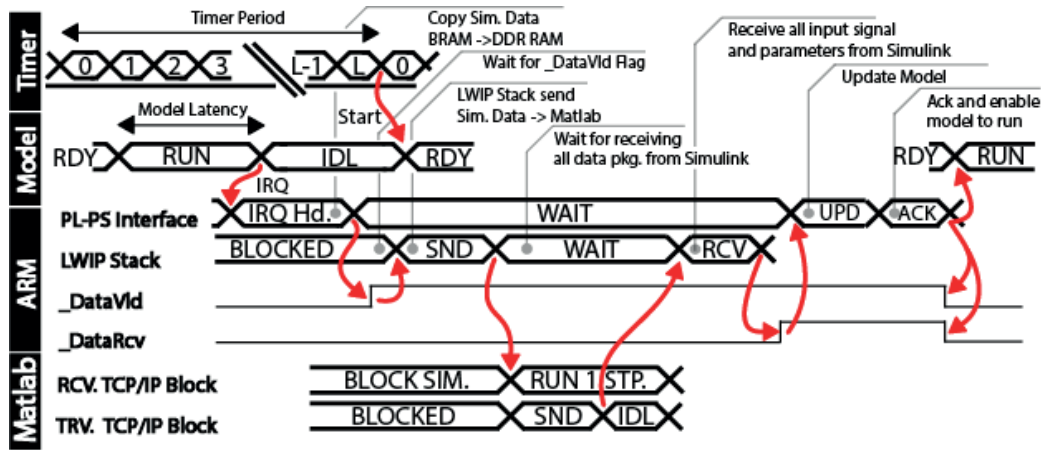 Timer
Timer Period
0 1 2 3 L-1 L 0
Copy Sim. Data
BRAM ->DDR RAM
Wait for _DataVld Flag
LWIP Stack send
Sim. Data -> Matlab
Wait for receiving
all data pkg. from Simulink
Receive all input signal
and parameters from Simulink
Update Model
Ack and enable
model to run
Model
Model Latency
Start
RDY RUN IDL RDY RDY RUN
IRQ
ARM
PL-PS Interface IRQ Hd. WAIT UPD ACK
LWIP Stack BLOCKED SND WAIT RCV
_DataVld
_DataRcv
Matlab
RCV. TCP/IP Block BLOCK SIM. RUN 1 STP.
TRV. TCP/IP Block BLOCKED SND IDL